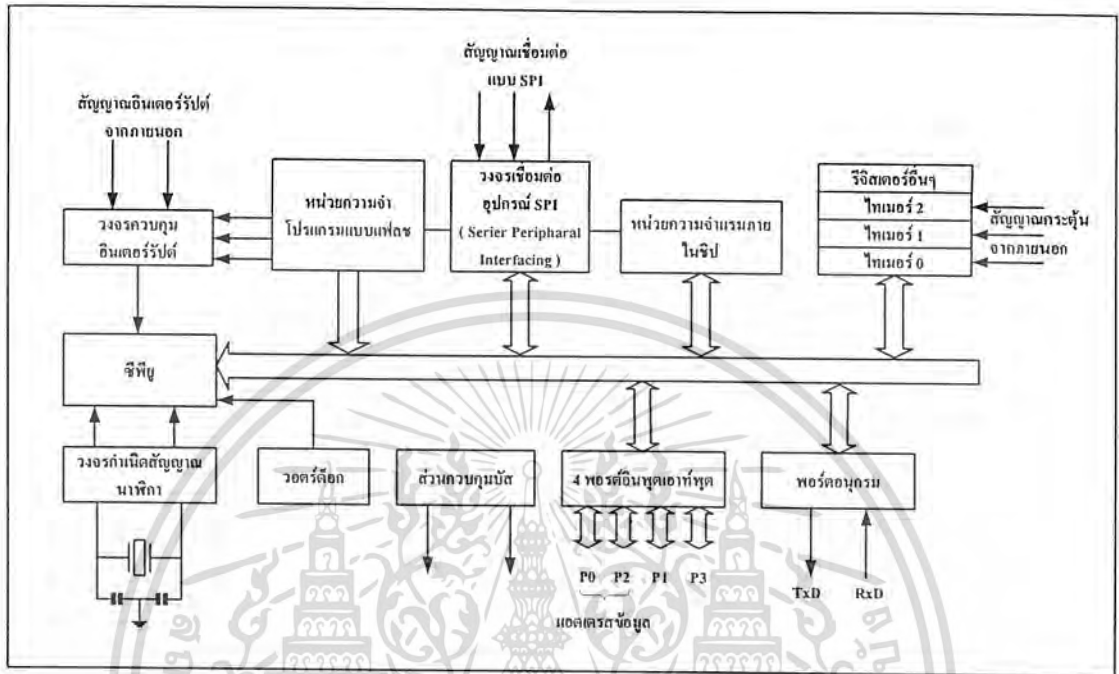 สัญญาณเชื่อมต่อ
แบบ SPI
สัญญาณอินเตอร์รัปต์
จากภายนอก
วงจรควบคุม
อินเตอร์รัปต์
หน่วยความจำ
โปรแกรมแบบแฟลช
วงจรเชื่อมต่อ
อุปกรณ์ SPI
( Serier Peripharal
Interfacing )
หน่วยความจำแรมภาย
ในชิป
รีจิสเตอร์อื่นๆ
ไทเมอร์ 2
ไทเมอร์ 1
ไทเมอร์ 0
สัญญาณกระตุ้น
จากภายนอก
ซีพียู
วงจรกำเนิดสัญญาณ
นาฬิกา
วอตช์ด็อก
ส่วนควบคุมบัส
4 พอรต์อินพุตเอาท์พุต
พอร์ตอนุกรม
P0 P2 P1 P3
แอดเดรสข้อมูล
TxD RxD